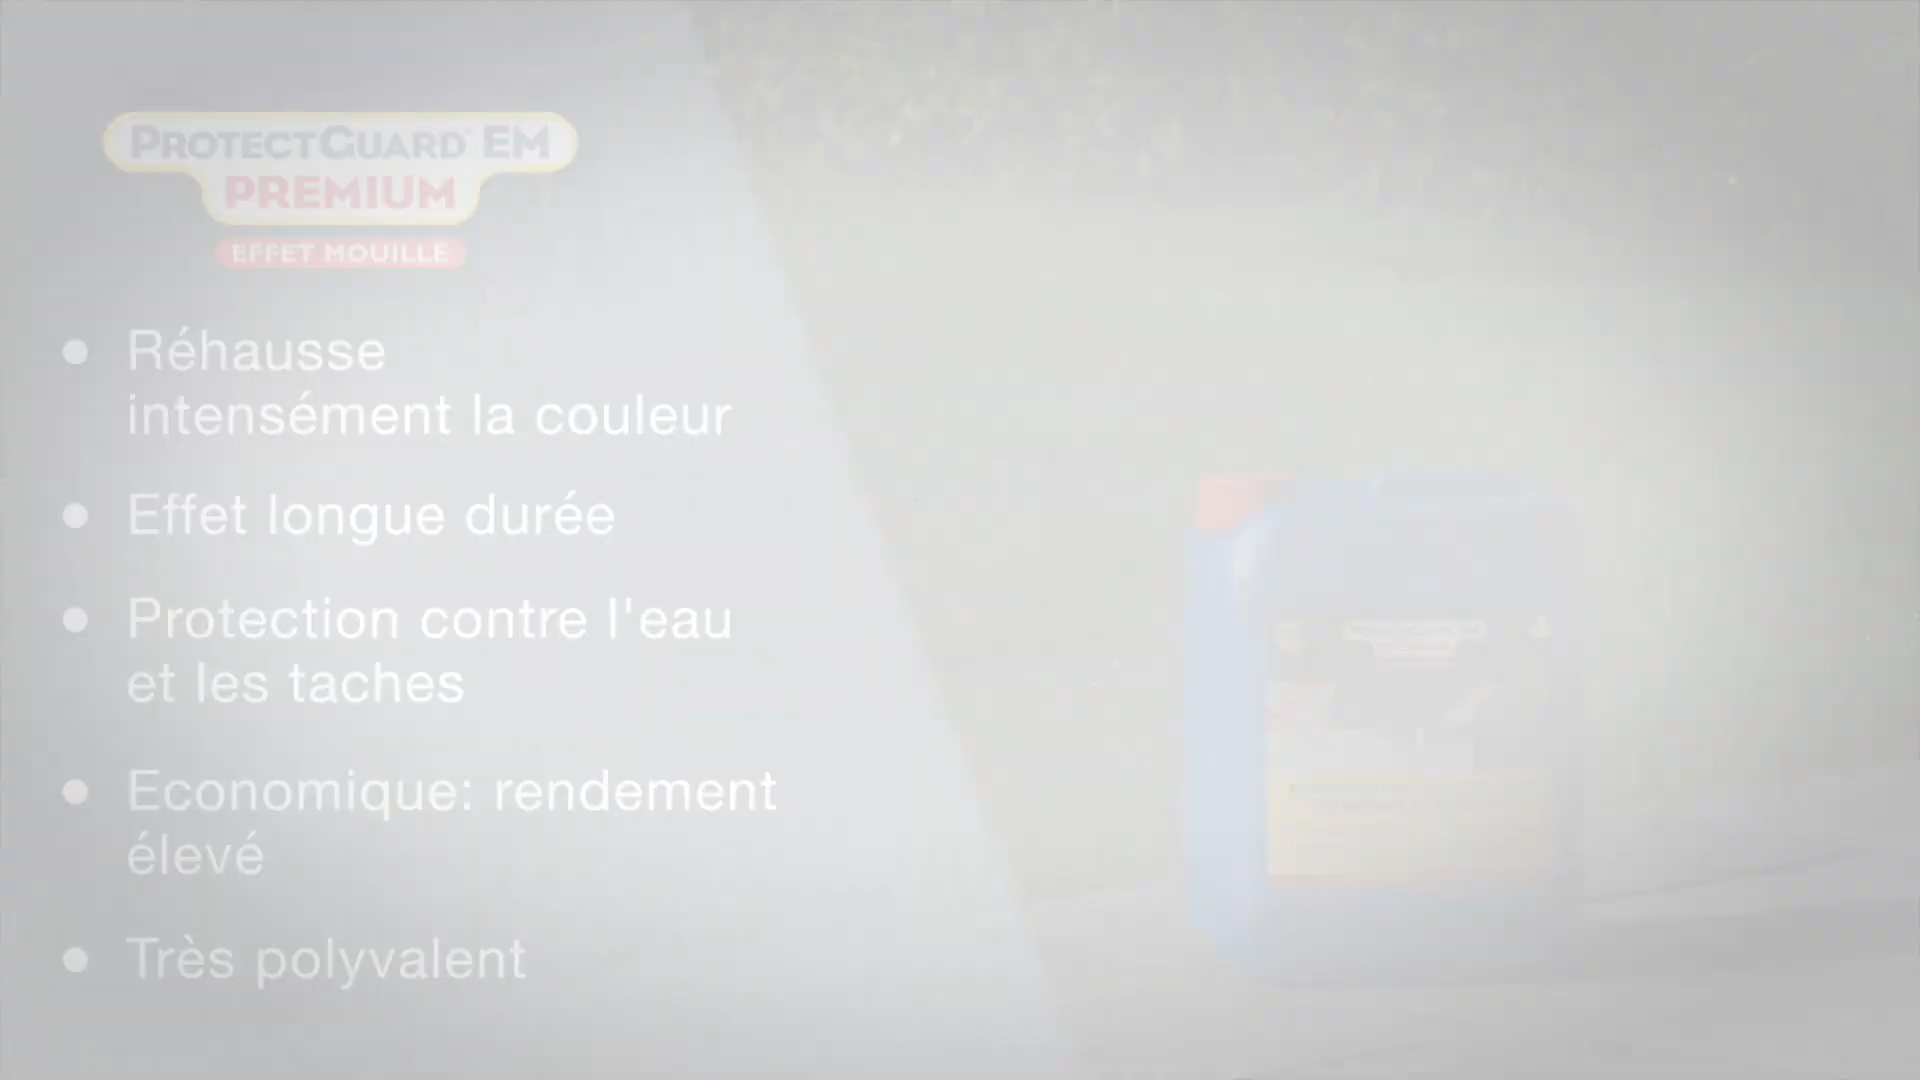 PROTECTGUARD EM
PREMIUM
EFFET MOUILLE
Réhausse
intensément la couleur
Effet longue durée
Protection contre l'eau
et les taches
Economique: rendement
élevé
Très polyvalent